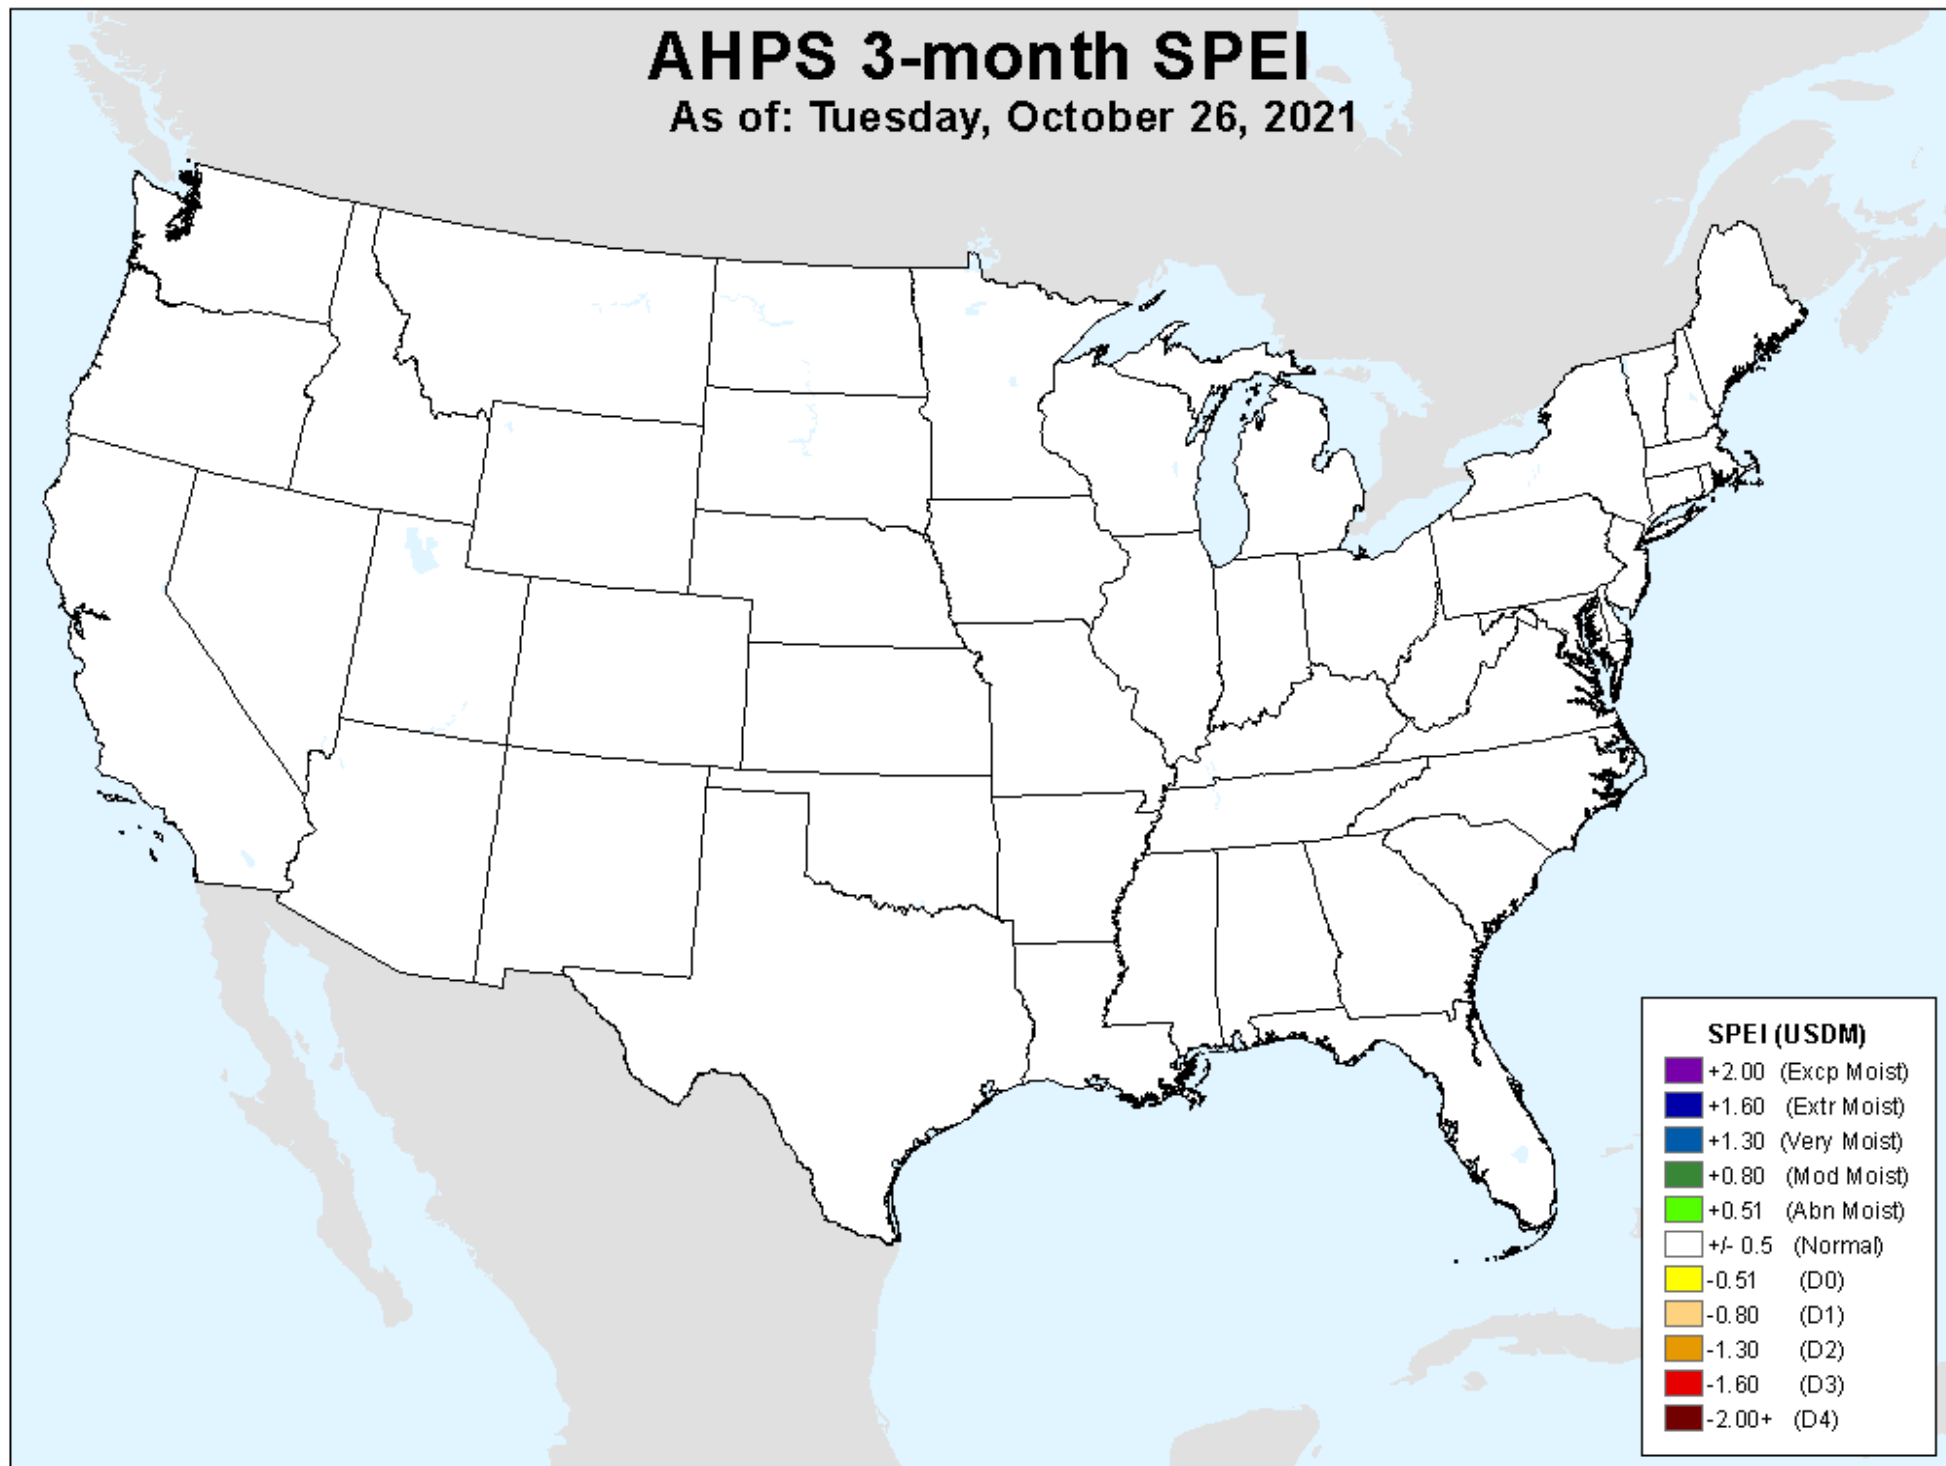 AHPS 3-month SPEI
As of: Tuesday, October 26, 2021
SPEI (USDM)
+2.00 (Excp Moist)
+1.60 (Extr Moist)
+1.30 (Very Moist)
+0.80 (Mod Moist)
+0.51 (Abn Moist)
+/- 0.5 (Normal)
-0.51 (D0)
-0.80 (D1)
-1.30 (D2)
-1.60 (D3)
-2.00+ (D4)